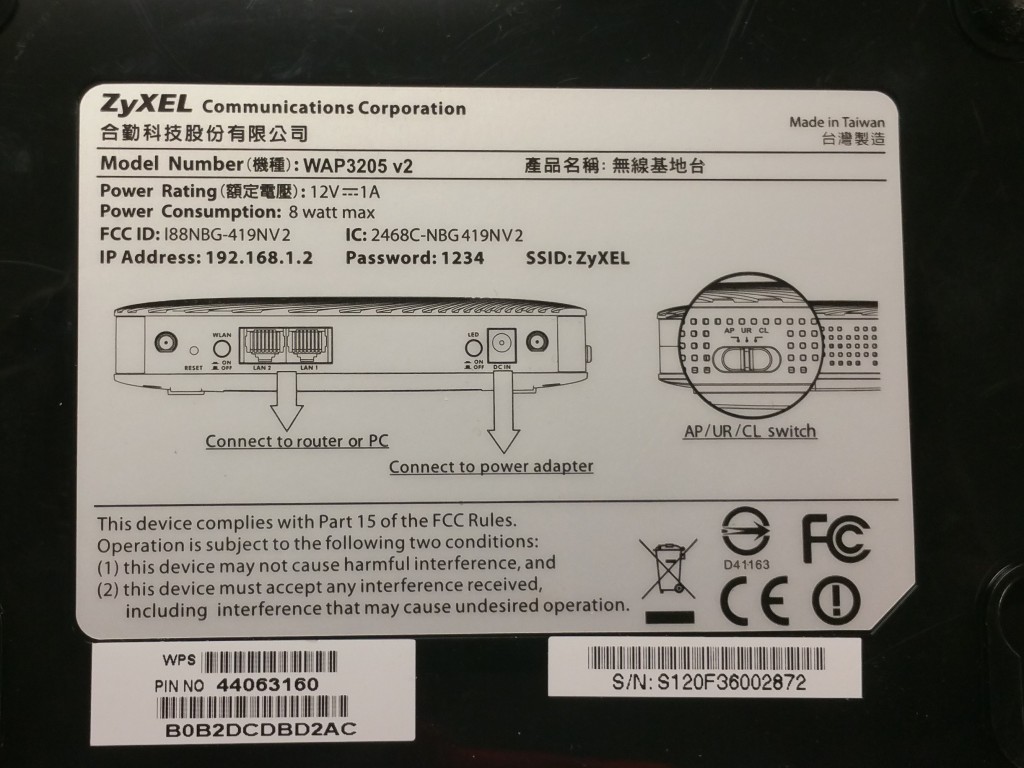 ZyXEL Communications Corporation
合勤科技股份有限公司
Made in Taiwan
台灣製造
Model Number(機種): WAP3205 v2 產品名稱: 無線基地台
Power Rating(額定電壓): 12V⎓1A
Power Consumption: 8 watt max
FCC ID: I88NBG-419NV2 IC: 2468C-NBG419NV2
IP Address: 192.168.1.2 Password: 1234 SSID: ZyXEL
RESET
WLAN
ON
OFF
LAN 2 LAN 1
LED
ON
OFF
DC IN
AP UR CL
Connect to router or PC
Connect to power adapter
AP/UR/CL switch
This device complies with Part 15 of the FCC Rules.
Operation is subject to the following two conditions:
(1) this device may not cause harmful interference, and
(2) this device must accept any interference received,
including interference that may cause undesired operation.
D41163
FC
CE
WPS
PIN NO 44063160
B0B2DCDBD2AC
S/N: S120F36002872